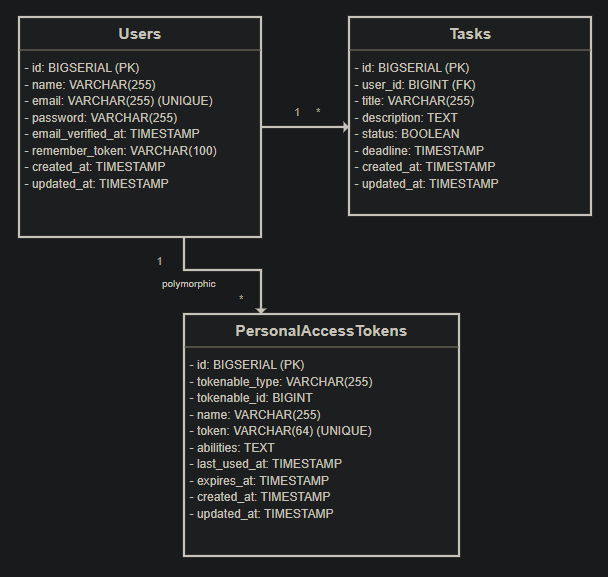 Users
- id: BIGSERIAL (PK)
- name: VARCHAR(255)
- email: VARCHAR(255) (UNIQUE)
- password: VARCHAR(255)
- email_verified_at: TIMESTAMP
- remember_token: VARCHAR(100)
- created_at: TIMESTAMP
- updated_at: TIMESTAMP
1 *
Tasks
- id: BIGSERIAL (PK)
- user_id: BIGINT (FK)
- title: VARCHAR(255)
- description: TEXT
- status: BOOLEAN
- deadline: TIMESTAMP
- created_at: TIMESTAMP
- updated_at: TIMESTAMP
1
polymorphic
*
PersonalAccessTokens
- id: BIGSERIAL (PK)
- tokenable_type: VARCHAR(255)
- tokenable_id: BIGINT
- name: VARCHAR(255)
- token: VARCHAR(64) (UNIQUE)
- abilities: TEXT
- last_used_at: TIMESTAMP
- expires_at: TIMESTAMP
- created_at: TIMESTAMP
- updated_at: TIMESTAMP